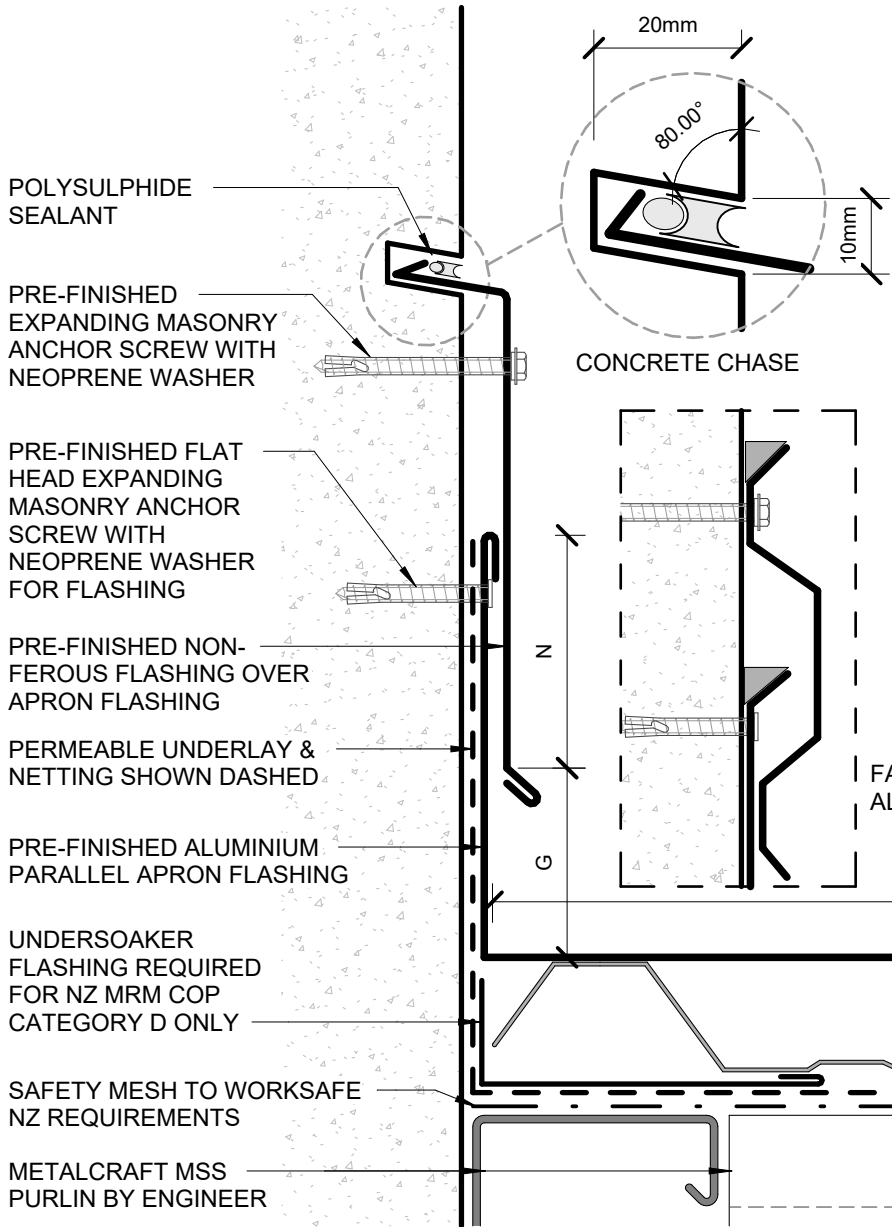 20mm
80.00°
10mm
CONCRETE CHASE
POLYSULPHIDE
SEALANT
PRE-FINISHED
EXPANDING MASONRY
ANCHOR SCREW WITH
NEOPRENE WASHER
PRE-FINISHED FLAT
HEAD EXPANDING
MASONRY ANCHOR
SCREW WITH
NEOPRENE WASHER
FOR FLASHING
PRE-FINISHED NON-
FEROUS FLASHING OVER
APRON FLASHING
PERMEABLE UNDERLAY &
NETTING SHOWN DASHED
PRE-FINISHED ALUMINIUM
PARALLEL APRON FLASHING
UNDERSOAKER
FLASHING REQUIRED
FOR NZ MRM COP
CATEGORY D ONLY
SAFETY MESH TO WORKSAFE
NZ REQUIREMENTS
METALCRAFT MSS
PURLIN BY ENGINEER
N
G
FA
AL